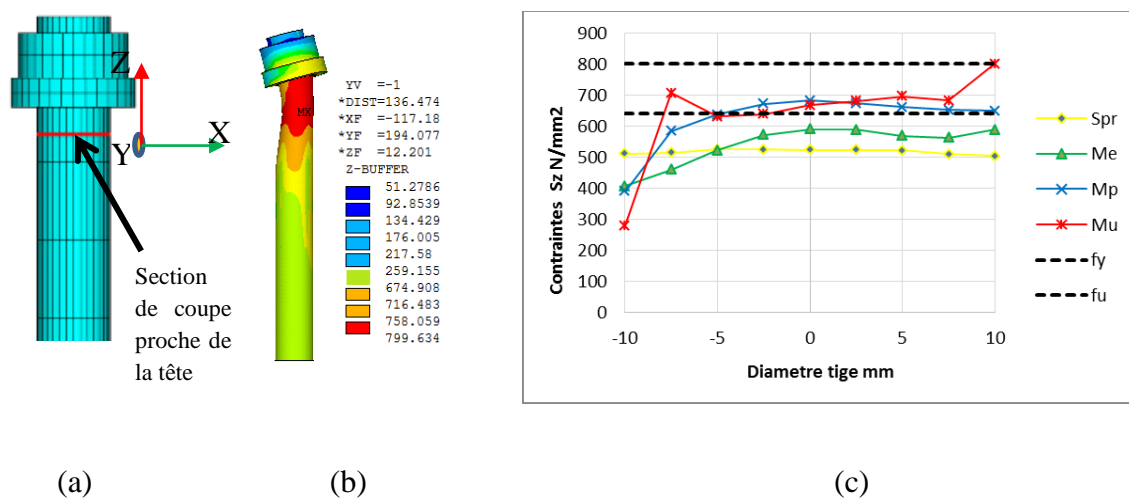 Z
X
Y
Section
de coupe
proche de
la tête
YV =-1
*DIST=136.474
*XF =-117.18
*YF =194.077
*ZF =12.201
Z-BUFFER
51.2786
92.8539
134.429
176.005
217.58
259.155
674.908
716.483
758.059
799.634
MX
900
800
700
600
500
400
300
200
100
0
Contraintes Sz N/mm2
-10 -5 0 5 10
Diametre tige mm
Spr
Me
Mp
Mu
fy
fu
(a) (b) (c)